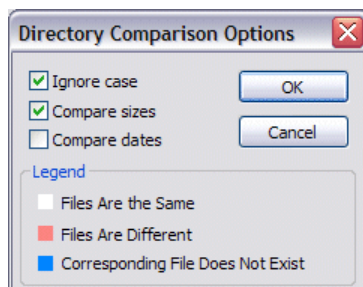 Directory Comparison Options
Ignore case
OK
Compare sizes
Compare dates
Cancel
Legend
Files Are the Same
Files Are Different
Corresponding File Does Not Exist